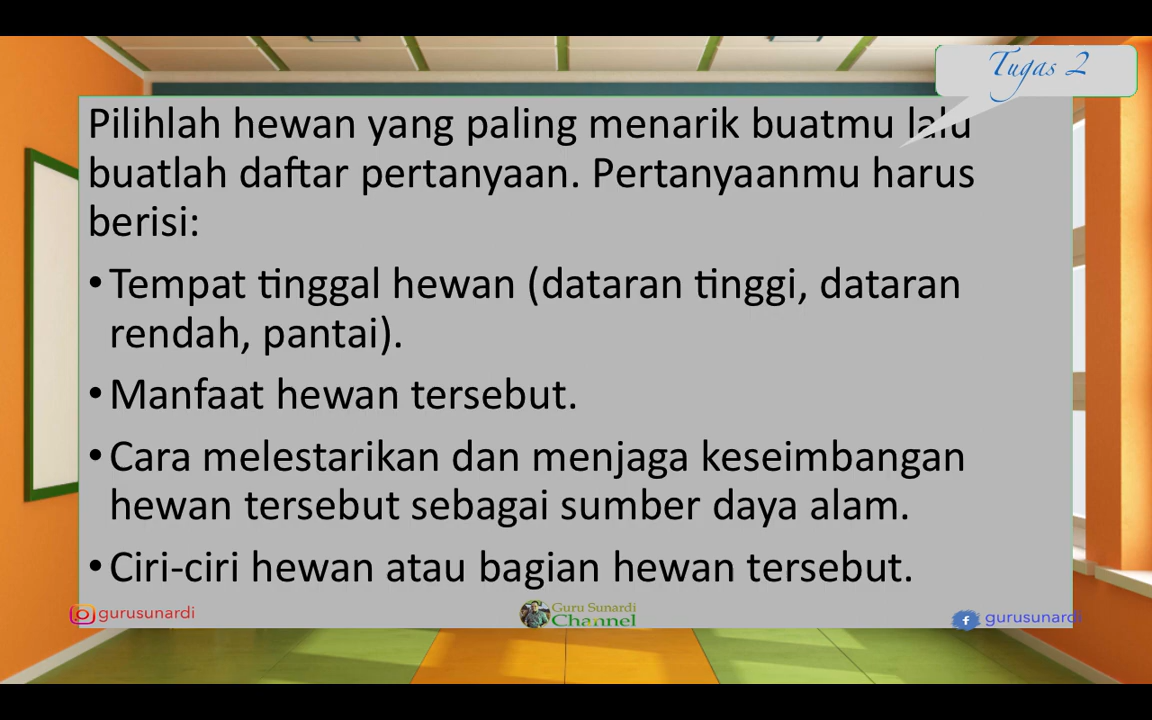 Tugas 2
Pilihlah hewan yang paling menarik buatmu lalu
buatlah daftar pertanyaan. Pertanyaanmu harus
berisi:
•Tempat tinggal hewan (dataran tinggi, dataran
rendah, pantai).
•Manfaat hewan tersebut.
•Cara melestarikan dan menjaga keseimbangan
hewan tersebut sebagai sumber daya alam.
•Ciri-ciri hewan atau bagian hewan tersebut.
gurusunardi
Guru Sunardi
Channel
gurusunardi